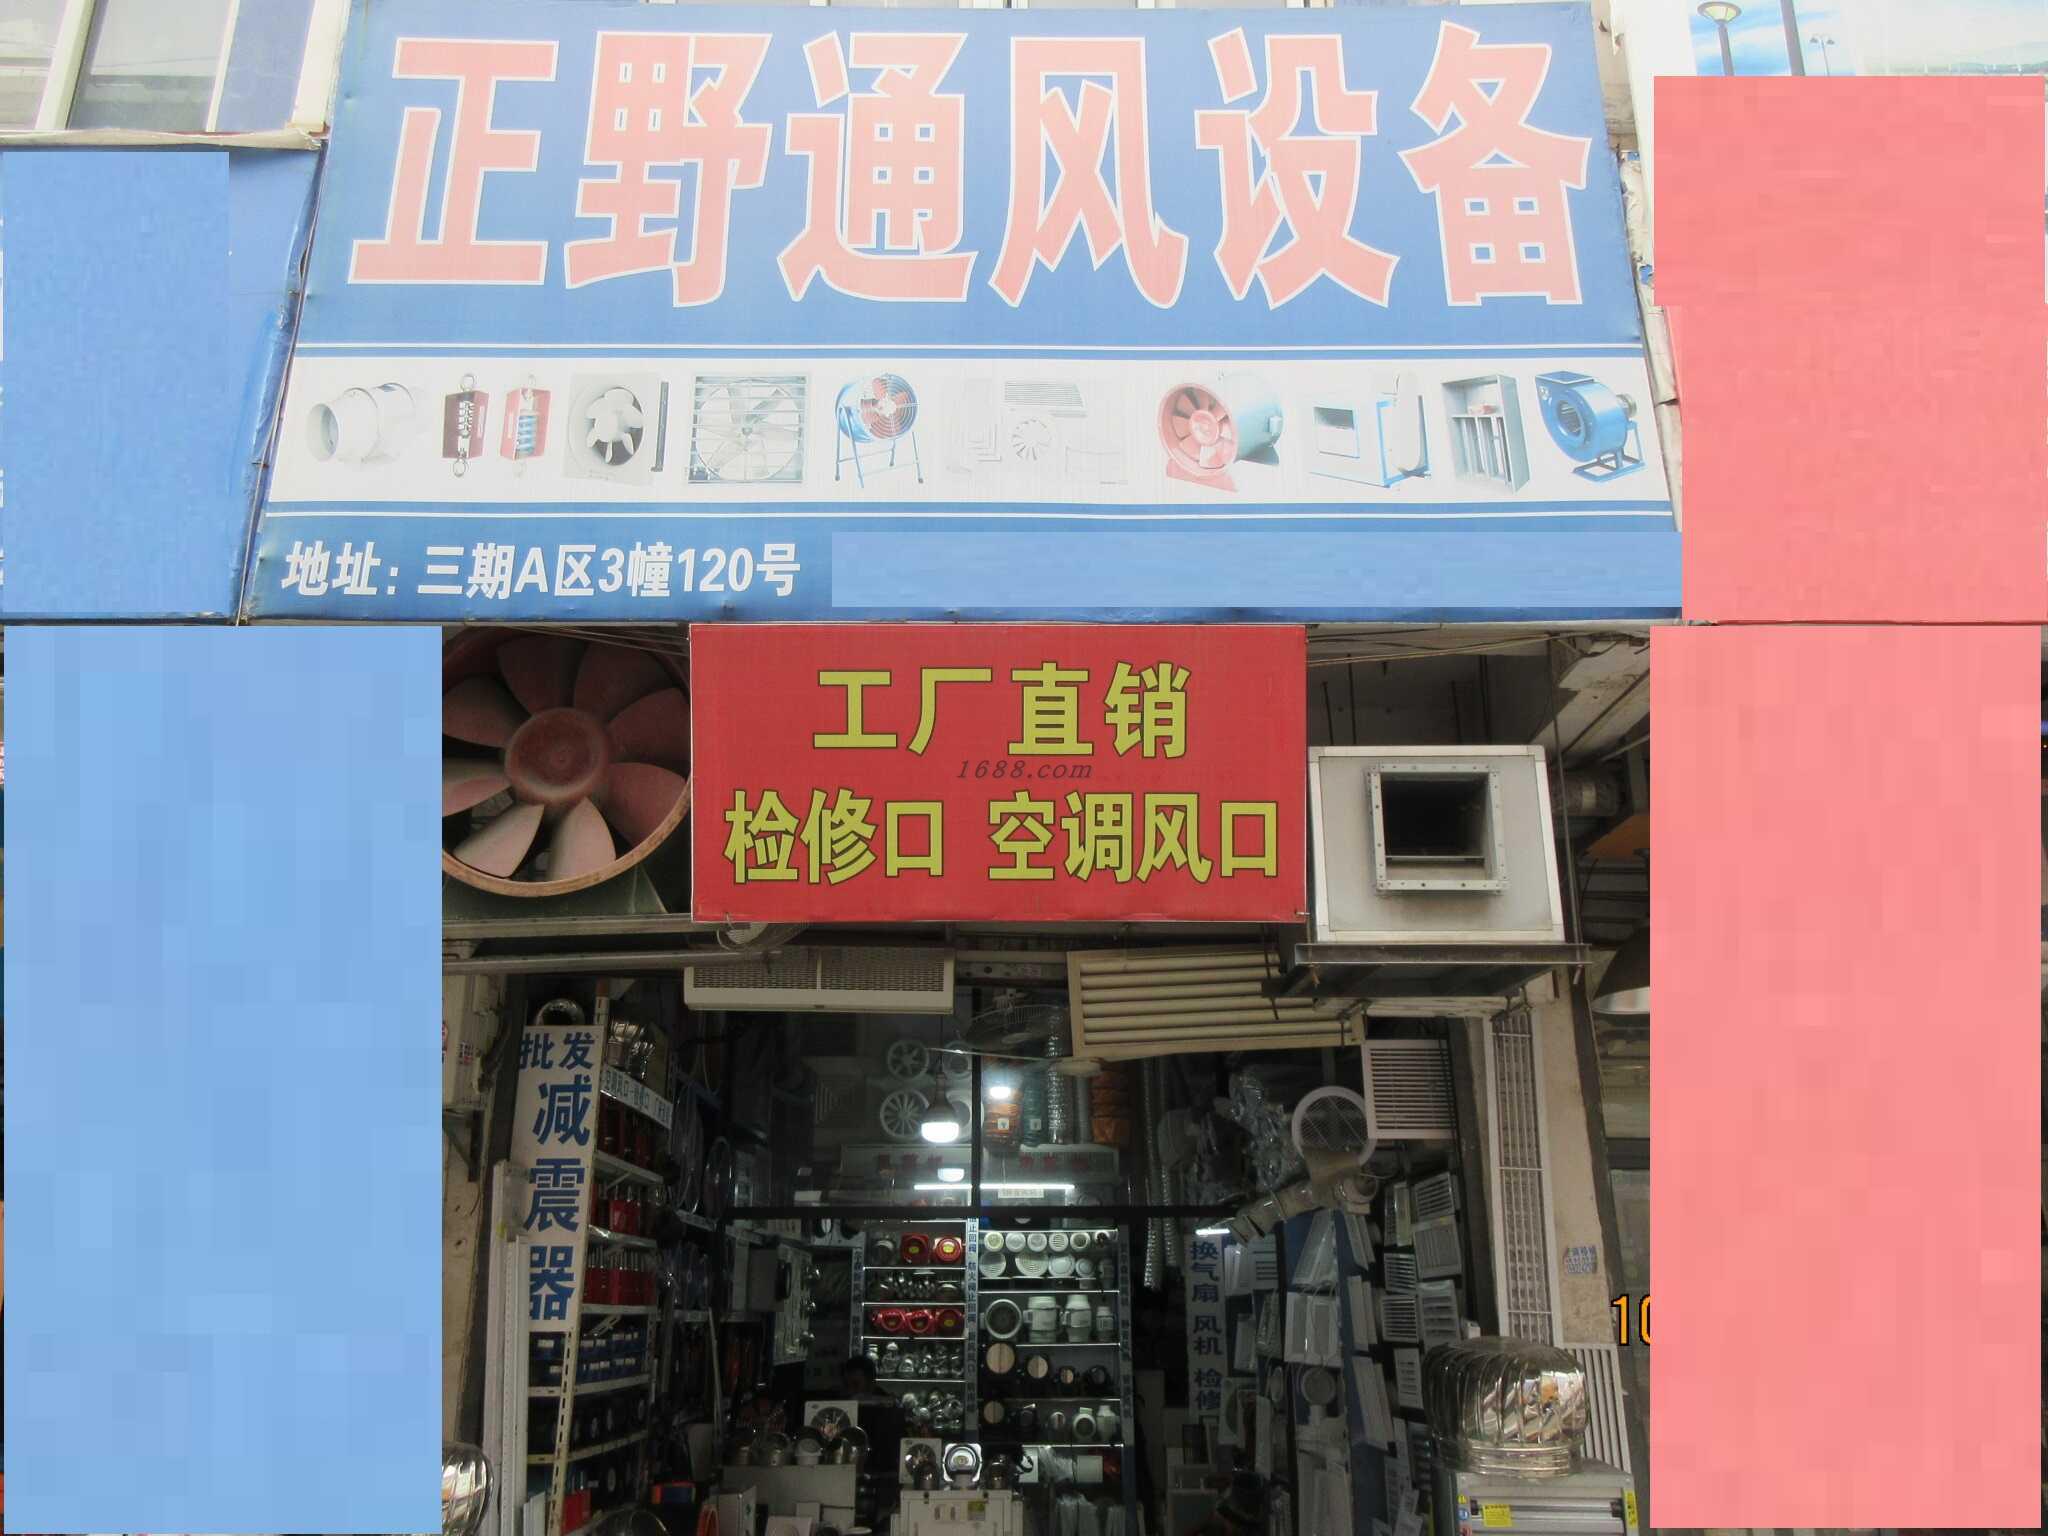 正野通风设备
地址：三期A区3幢120号
工厂直销
1688.com
检修口 空调风口
批发
减震器
换气扇 风机 检修
10